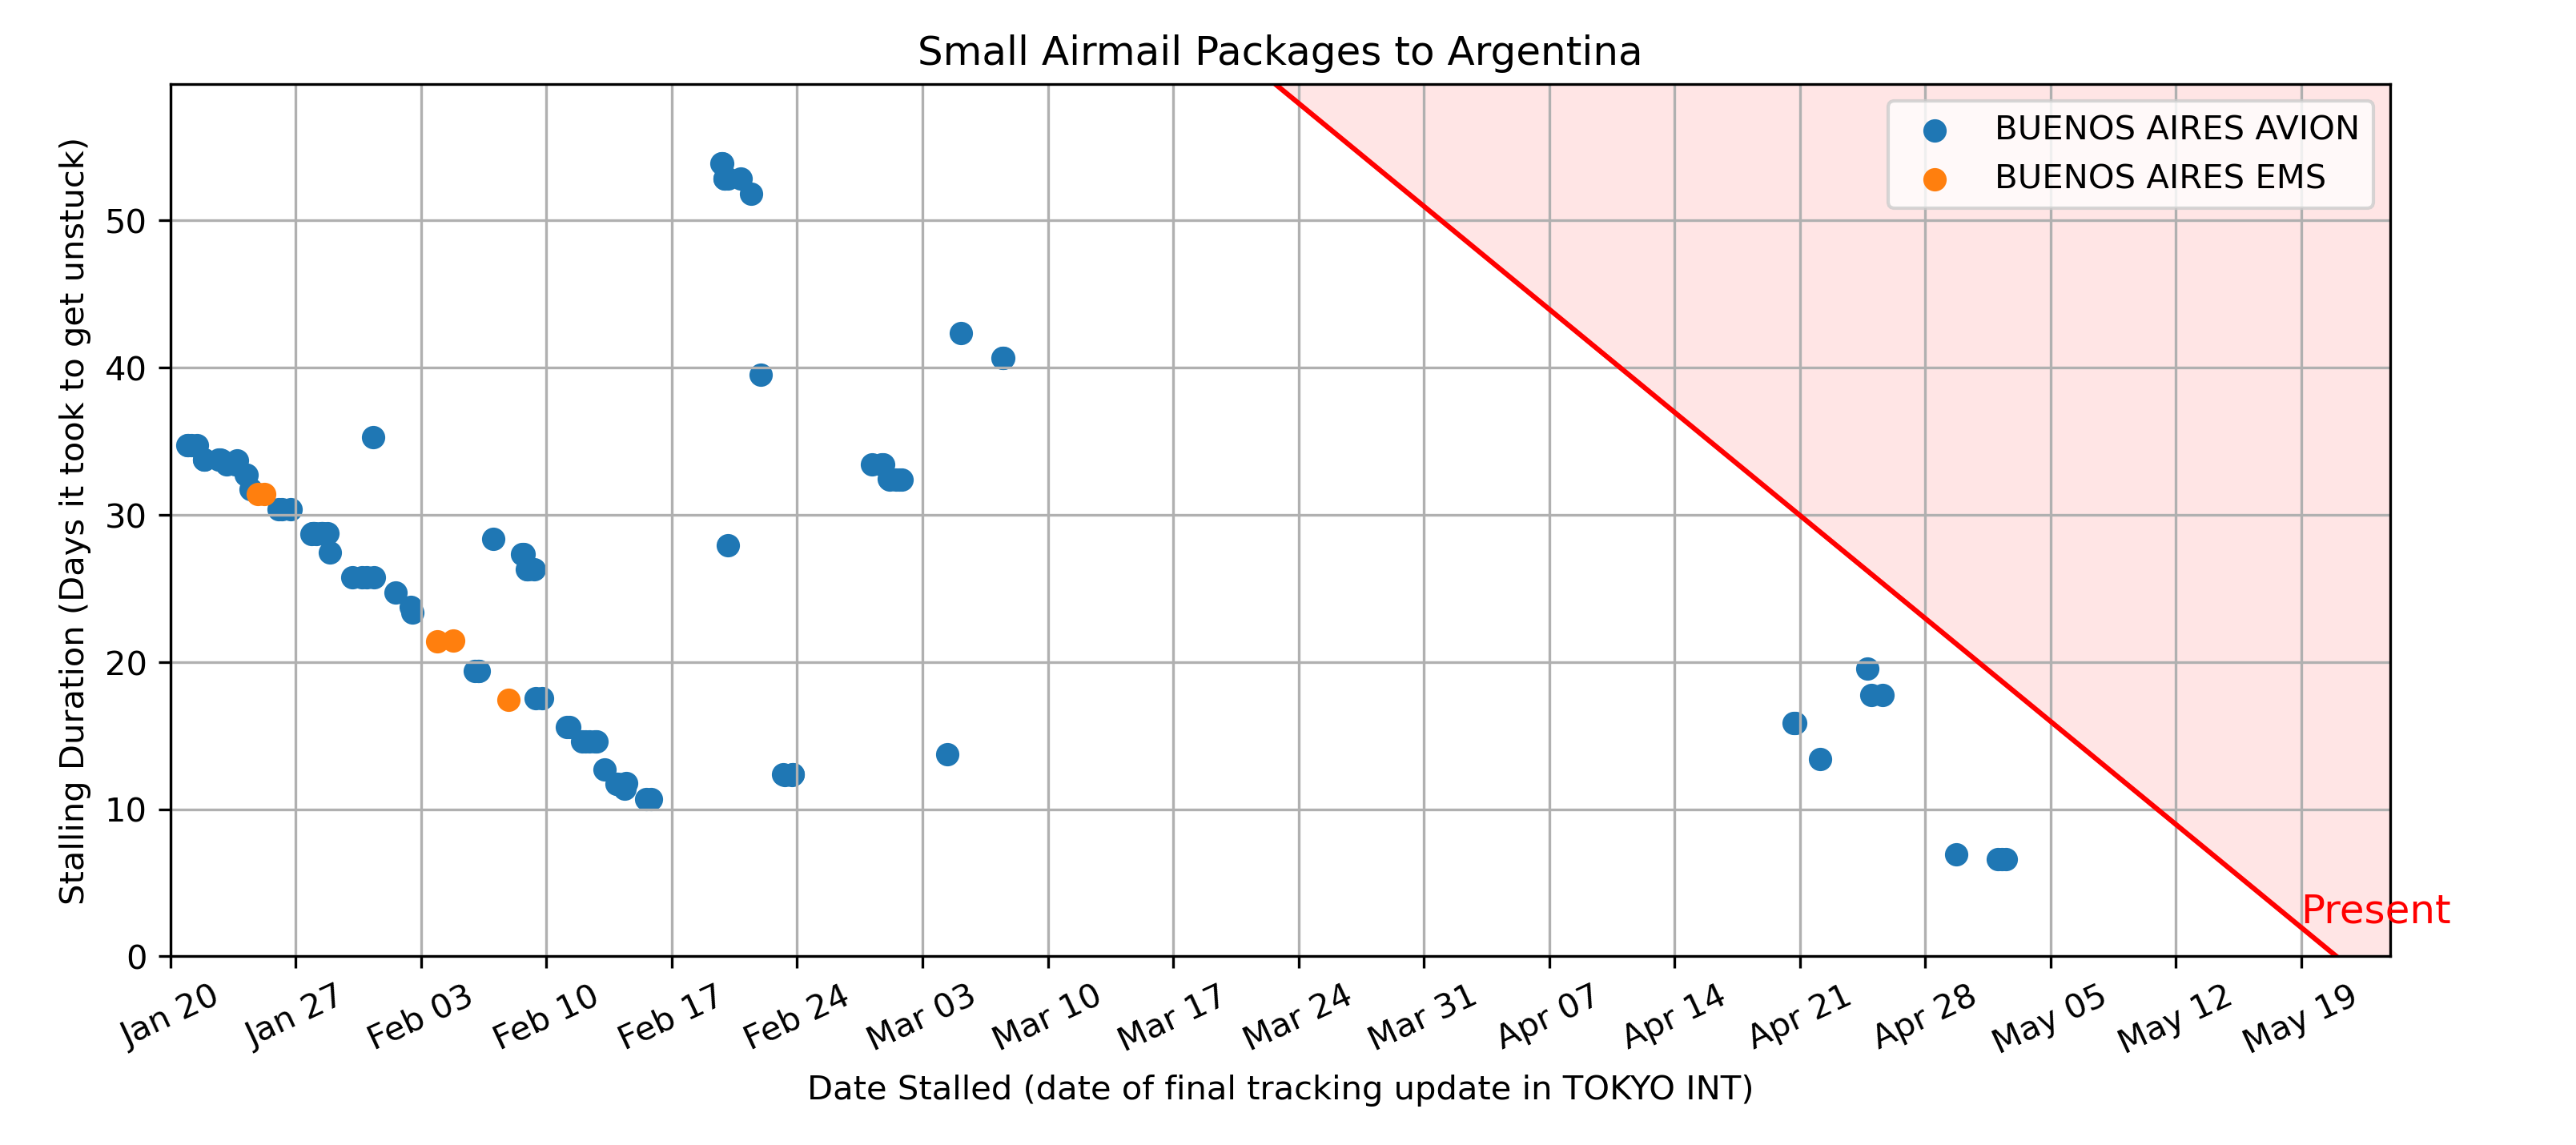 Small Airmail Packages to Argentina
BUENOS AIRES AVION
BUENOS AIRES EMS
Stalling Duration (Days it took to get unstuck)
50
40
30
20
10
0
Present
Jan 20
Jan 27
Feb 03
Feb 10
Feb 17
Feb 24
Mar 03
Mar 10
Mar 17
Mar 24
Mar 31
Apr 07
Apr 14
Apr 21
Apr 28
May 05
May 12
May 19
Date Stalled (date of final tracking update in TOKYO INT)